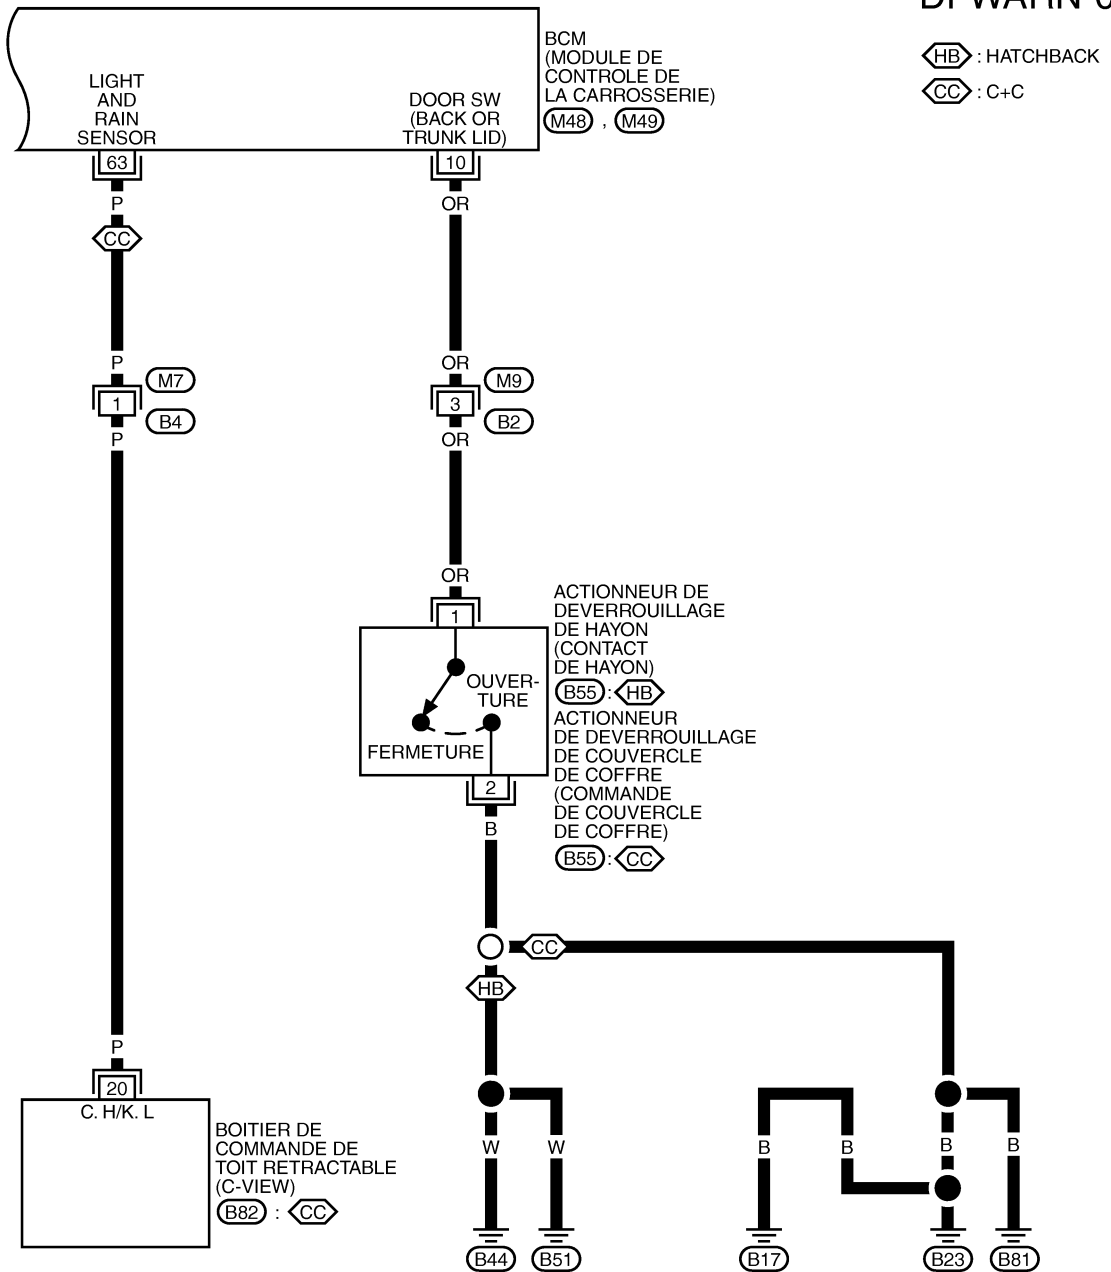 BCM
(MODULE DE
CONTROLE DE
LA CARROSSERIE)
M48 , M49
HB : HATCHBACK
CC : C+C
LIGHT
AND
RAIN
SENSOR
DOOR SW
(BACK OR
TRUNK LID)
63
10
P
OR
CC
P
OR
M7
M9
1
3
B4
B2
P
OR
OR
1
ACTIONNEUR DE
DEVERROUILLAGE
DE HAYON
(CONTACT
DE HAYON)
B55 : HB
OUVER-
TURE
FERMETURE
ACTIONNEUR
DE DEVERROUILLAGE
DE COUVERCLE
DE COFFRE
(COMMANDE
DE COUVERCLE
DE COFFRE)
B55 : CC
2
B
CC
HB
P
20
C. H/K. L
BOITIER DE
COMMANDE DE
TOIT RETRACTABLE
(C-VIEW)
B82 : CC
W
W
B
B
B
B
B44
B51
B17
B23
B81